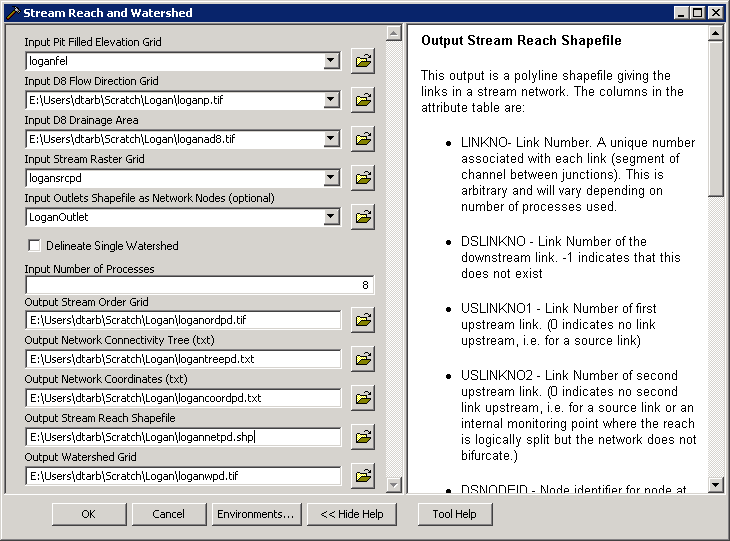 Stream Reach and Watershed
Input Pit Filled Elevation Grid
loganfel
Input D8 Flow Direction Grid
E:\Users\dtarb\Scratch\Logan\loganp.tif
Input D8 Drainage Area
E:\Users\dtarb\Scratch\Logan\loganad8.tif
Input Stream Raster Grid
logansrcpd
Input Outlets Shapefile as Network Nodes (optional)
LoganOutlet
Delineate Single Watershed
Input Number of Processes
8
Output Stream Order Grid
E:\Users\dtarb\Scratch\Logan\loganordpd.tif
Output Network Connectivity Tree (txt)
E:\Users\dtarb\Scratch\Logan\logantreepd.txt
Output Network Coordinates (txt)
E:\Users\dtarb\Scratch\Logan\logancoordpd.txt
Output Stream Reach Shapefile
E:\Users\dtarb\Scratch\Logan\logannetpd.shp
Output Watershed Grid
E:\Users\dtarb\Scratch\Logan\loganwpd.tif
Output Stream Reach Shapefile
This output is a polyline shapefile giving the
links in a stream network. The columns in the
attribute table are:
• LINKNO- Link Number. A unique number
associated with each link (segment of
channel between junctions). This is
arbitrary and will vary depending on
number of processes used.
• DSLINKNO - Link Number of the
downstream link. -1 indicates that this
does not exist
• USLINKNO1 - Link Number of first
upstream link. (0 indicates no link
upstream, i.e. for a source link)
• USLINKNO2 - Link Number of second
upstream link. (0 indicates no second
link upstream, i.e. for a source link or an
internal monitoring point where the reach
is logically split but the network does not
bifurcate.)
• DSNODEID - Node identifier for node at
OK
Cancel
Environments...
<< Hide Help
Tool Help